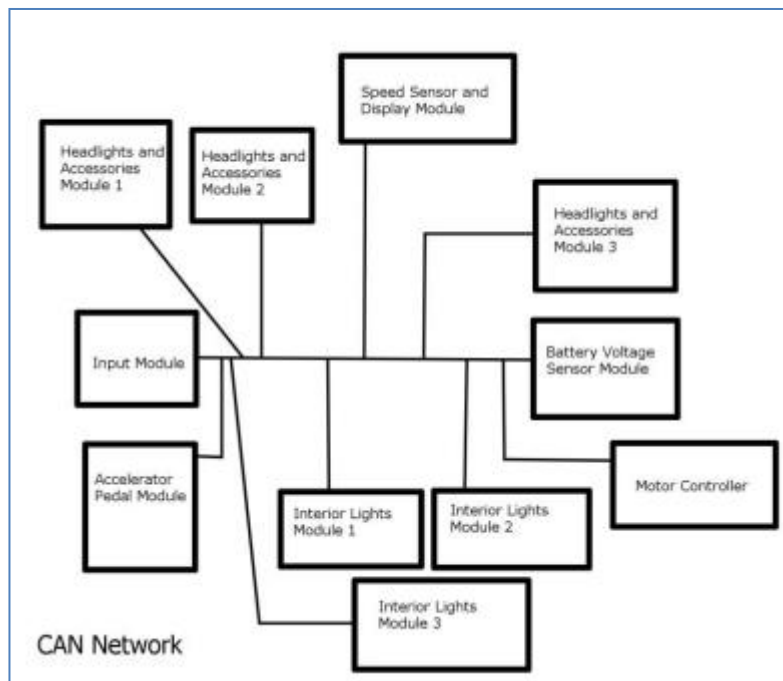 Speed Sensor and
Display Module
Headlights and
Accessories
Module 1
Headlights and
Accessories
Module 2
Headlights and
Accessories
Module 3
Input Module
Battery Voltage
Sensor Module
Accelerator
Pedal Module
Motor Controller
Interior Lights
Module 1
Interior Lights
Module 2
Interior Lights
Module 3
CAN Network